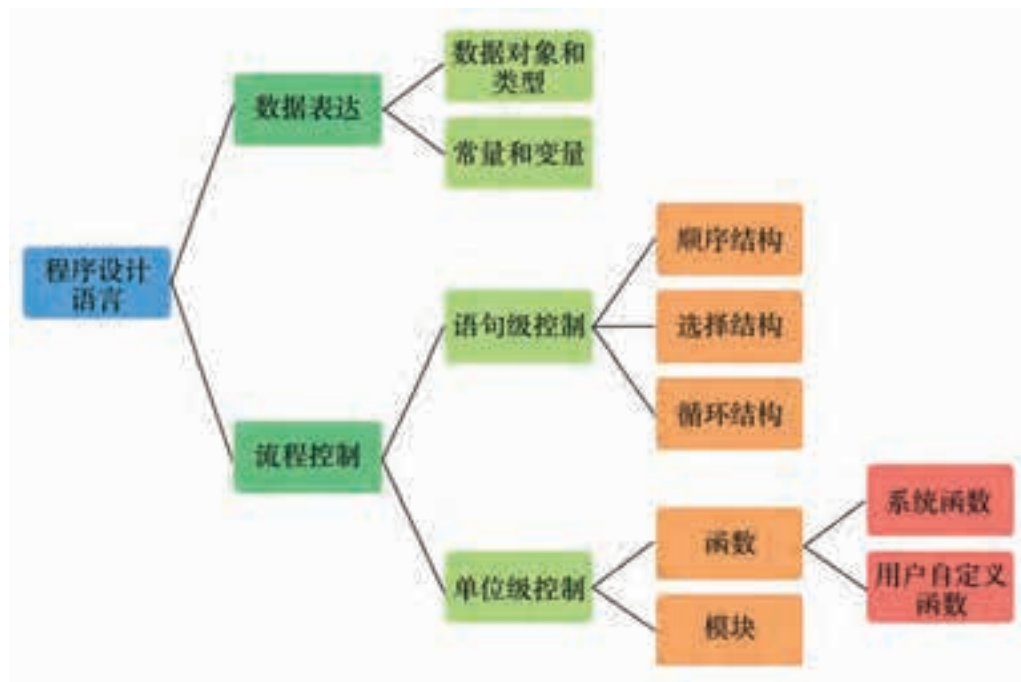 数据对象和
类型
数据表达
常量和变量
程序设计
语言
顺序结构
语句级控制
选择结构
循环结构
流程控制
系统函数
函数
用户自定义
函数
单位级控制
模块